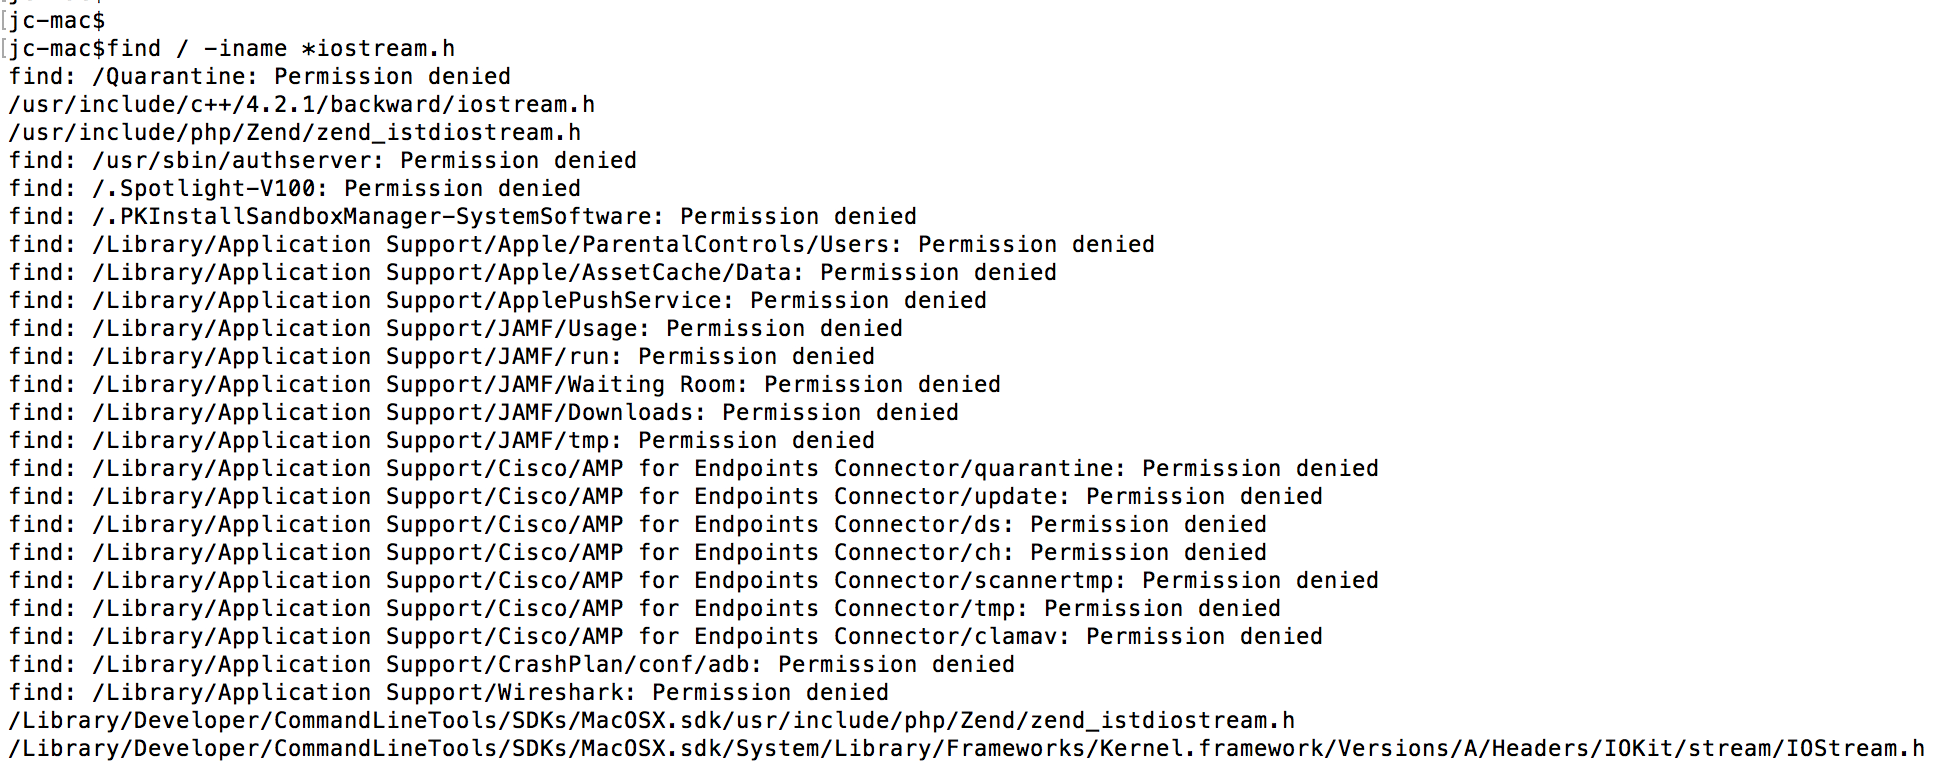 [jc-mac$
[jc-mac$find / -iname *iostream.h
find: /Quarantine: Permission denied
/usr/include/c++/4.2.1/backward/iostream.h
/usr/include/php/Zend/zend_istdiostream.h
find: /usr/sbin/authserver: Permission denied
find: /.Spotlight-V100: Permission denied
find: /.PKInstallSandboxManager-SystemSoftware: Permission denied
find: /Library/Application Support/Apple/ParentalControls/Users: Permission denied
find: /Library/Application Support/Apple/AssetCache/Data: Permission denied
find: /Library/Application Support/ApplePushService: Permission denied
find: /Library/Application Support/JAMF/Usage: Permission denied
find: /Library/Application Support/JAMF/run: Permission denied
find: /Library/Application Support/JAMF/Waiting Room: Permission denied
find: /Library/Application Support/JAMF/Downloads: Permission denied
find: /Library/Application Support/JAMF/tmp: Permission denied
find: /Library/Application Support/Cisco/AMP for Endpoints Connector/quarantine: Permission denied
find: /Library/Application Support/Cisco/AMP for Endpoints Connector/update: Permission denied
find: /Library/Application Support/Cisco/AMP for Endpoints Connector/ds: Permission denied
find: /Library/Application Support/Cisco/AMP for Endpoints Connector/ch: Permission denied
find: /Library/Application Support/Cisco/AMP for Endpoints Connector/scannertmp: Permission denied
find: /Library/Application Support/Cisco/AMP for Endpoints Connector/tmp: Permission denied
find: /Library/Application Support/Cisco/AMP for Endpoints Connector/clamav: Permission denied
find: /Library/Application Support/CrashPlan/conf/adb: Permission denied
find: /Library/Application Support/Wireshark: Permission denied
/Library/Developer/CommandLineTools/SDKs/MacOSX.sdk/usr/include/php/Zend/zend_istdiostream.h
/Library/Developer/CommandLineTools/SDKs/MacOSX.sdk/System/Library/Frameworks/Kernel.framework/Versions/A/Headers/IOKit/stream/IOStream.h